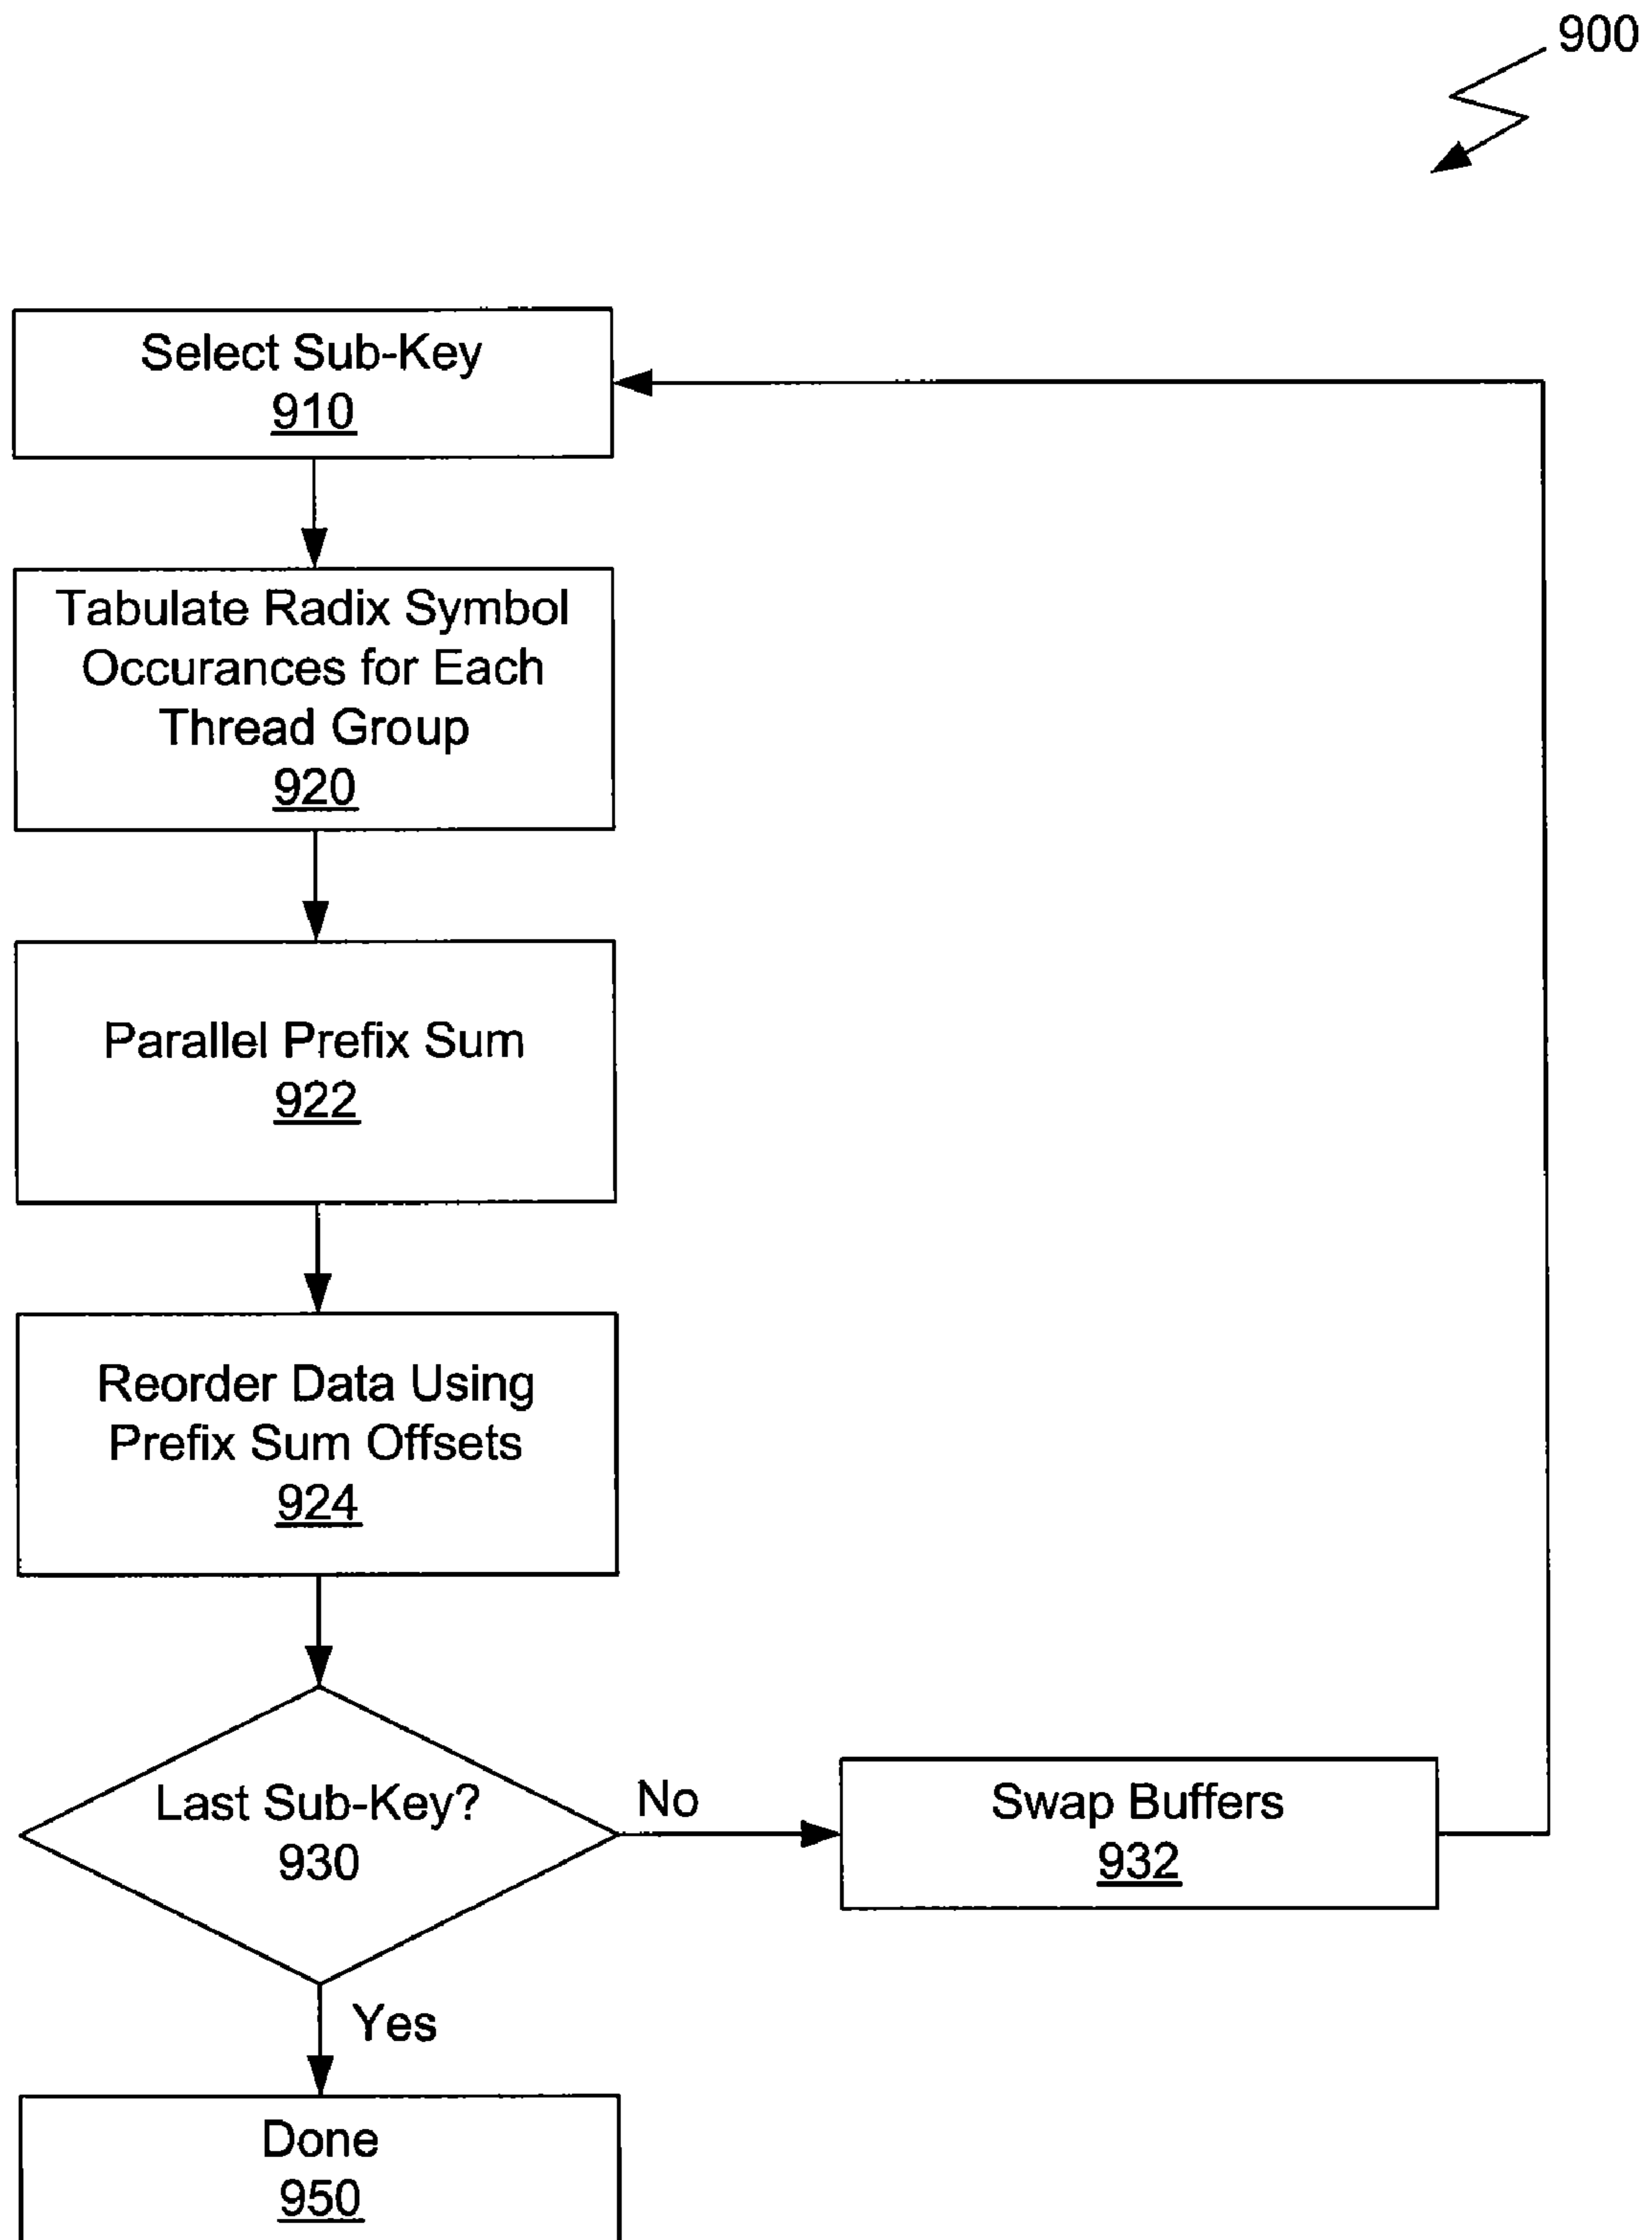 900
Select Sub-Key
910
Tabulate Radix Symbol
Occurances for Each
Thread Group
920
Parallel Prefix Sum
922
Reorder Data Using
Prefix Sum Offsets
924
Last Sub-Key?
930
No
Swap Buffers
932
Yes
Done
950